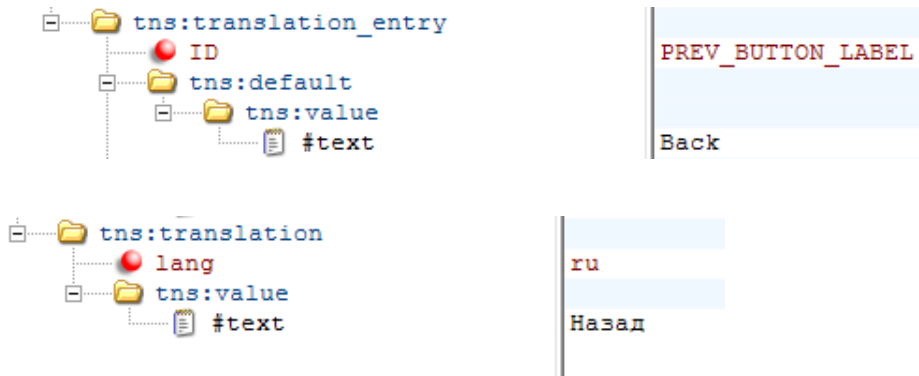 tns:translation_entry
ID PREV_BUTTON_LABEL
tns:default
tns:value
#text Back
tns:translation
lang ru
tns:value
#text Назад